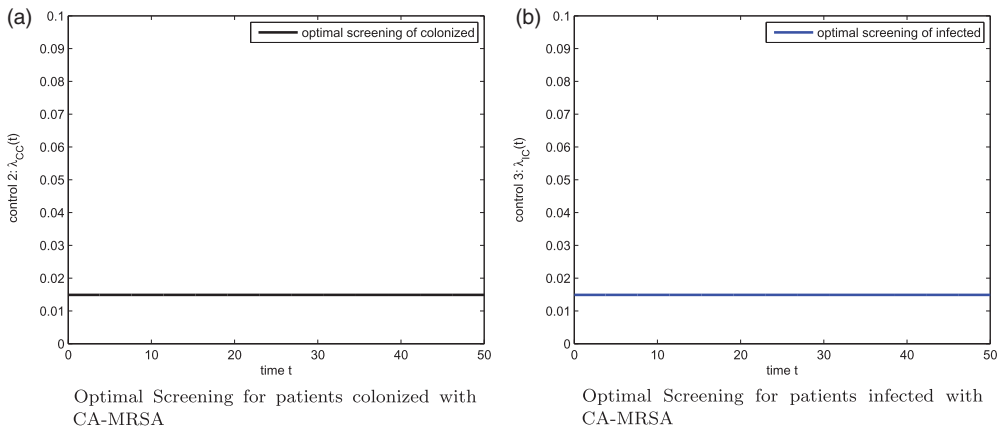 (a)
optimal screening of colonized
0.1
0.09
0.08
0.07
0.06
0.05
0.04
0.03
0.02
0.01
0
control 2: λCC(t)
0 10 20 30 40 50
time t
Optimal Screening for patients colonized with
CA-MRSA
(b)
optimal screening of infected
0.1
0.09
0.08
0.07
0.06
0.05
0.04
0.03
0.02
0.01
0
control 3: λIC(t)
0 10 20 30 40 50
time t
Optimal Screening for patients infected with
CA-MRSA